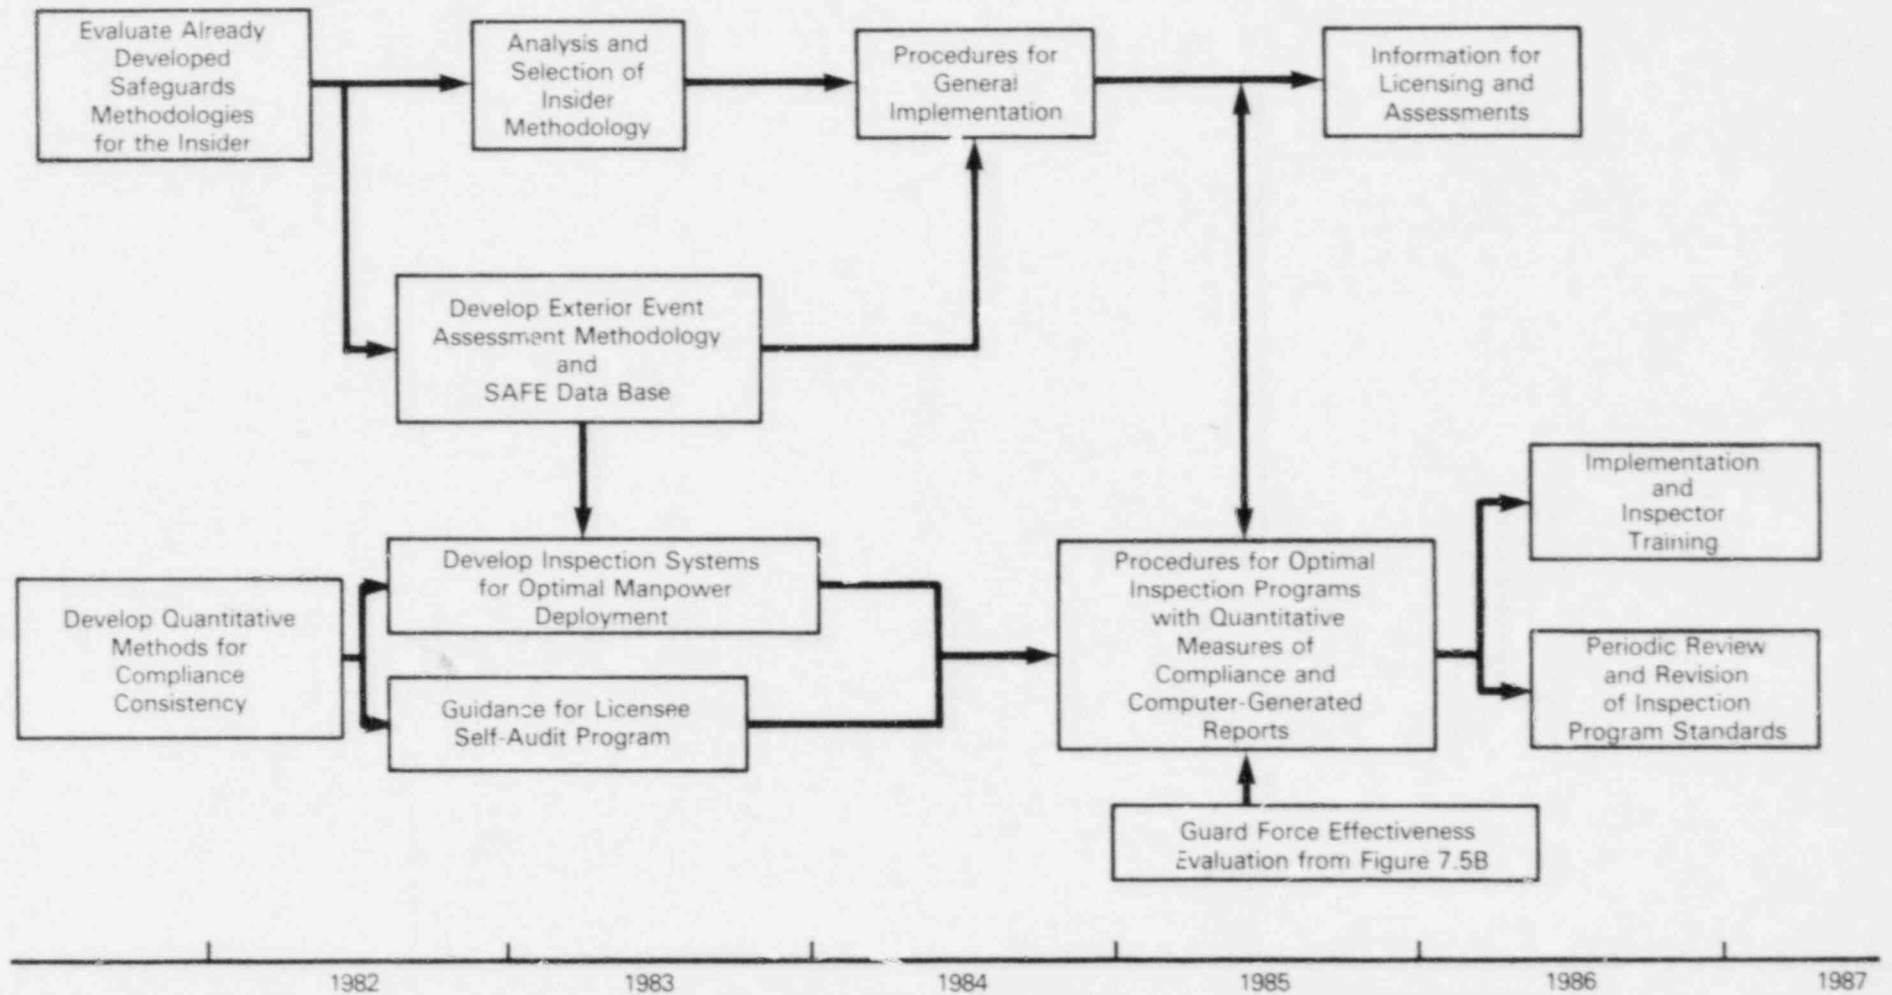 Evaluate Already
Developed
Safeguards
Methodologies
for the Insider
Analysis and
Selection of
Insider
Methodology
Procedures for
General
Implementation
Information for
Licensing and
Assessments
Develop Exterior Event
Assessment Methodology
and
SAFE Data Base
Develop Quantitative
Methods for
Compliance
Consistency
Develop Inspection Systems
for Optimal Manpower
Deployment
Guidance for Licensee
Self-Audit Program
Procedures for Optimal
Inspection Programs
with Quantitative
Measures of
Compliance and
Computer-Generated
Reports
Implementation
and
Inspector
Training
Periodic Review
and Revision
of Inspection
Program Standards
Guard Force Effectiveness
Evaluation from Figure 7.5B
1982 1983 1984 1985 1986 1987